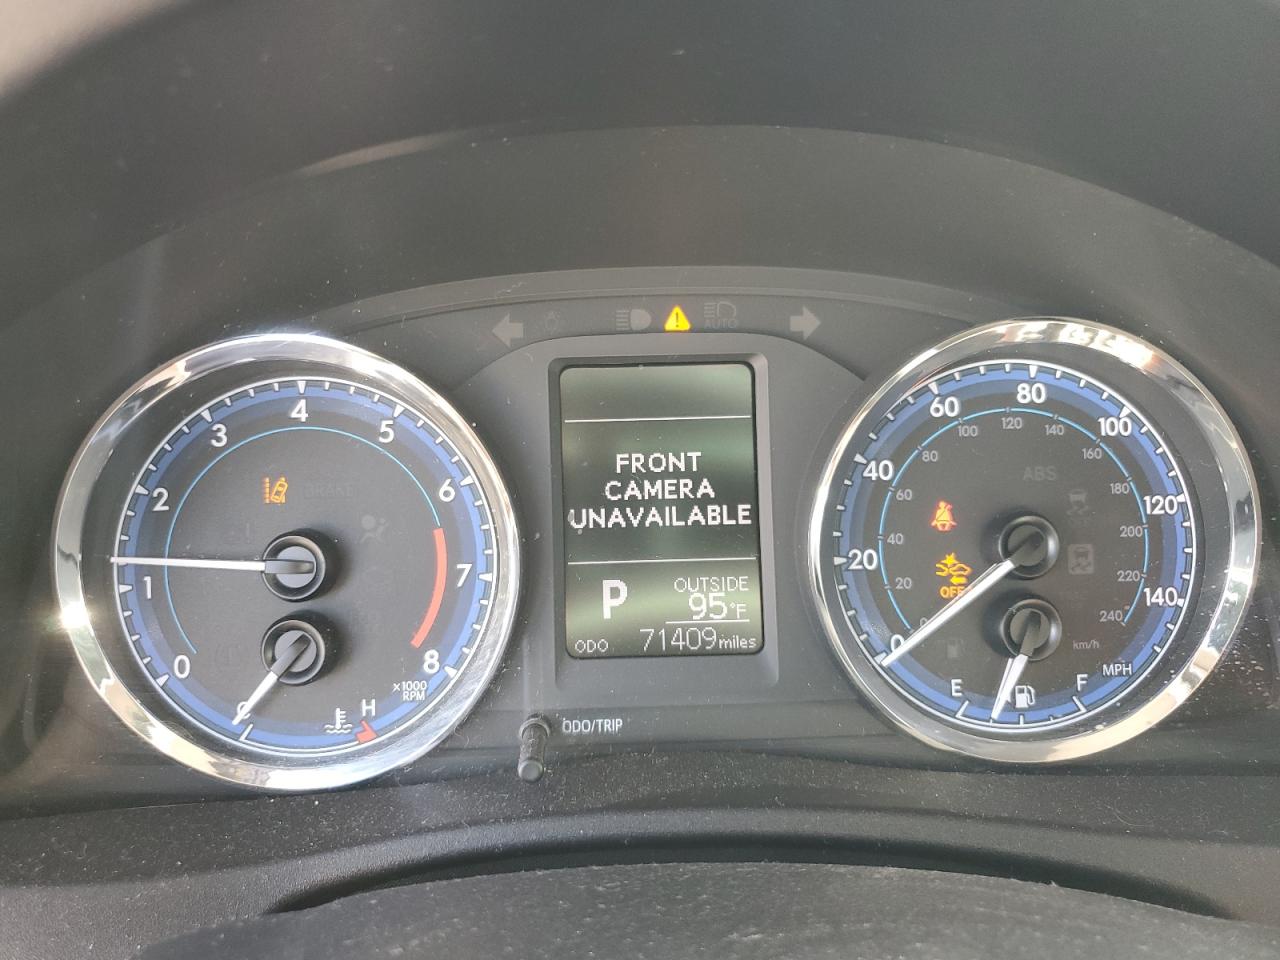 AUTO
0
1
2
3
4
5
6
7
8
BRAKE
×1000
RPM
C
H
FRONT
CAMERA
UNAVAILABLE
P
OUTSIDE
95°F
ODO
71409 miles
ODO/TRIP
0
20
40
60
80
100
120
140
MPH
0
20
40
60
80
100
120
140
160
180
200
220
240
km/h
ABS
OFF
E
F